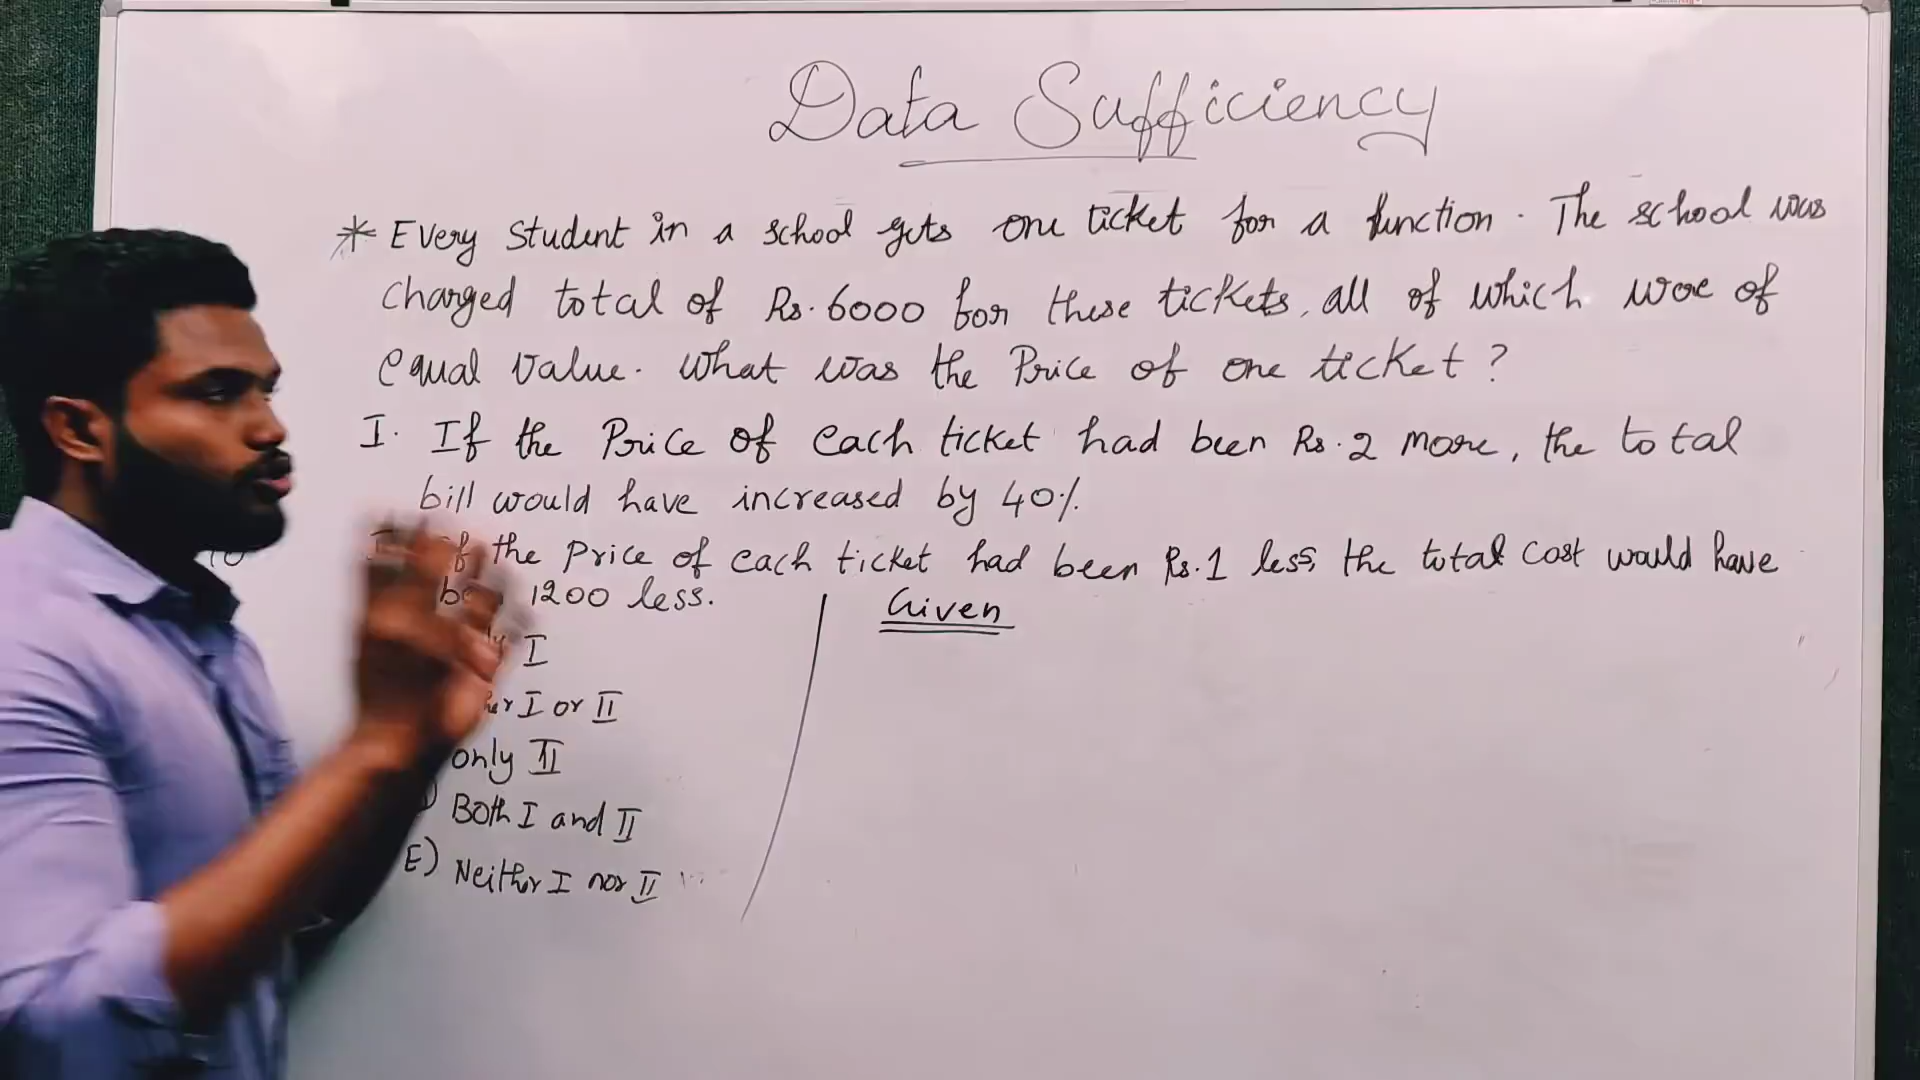 Data Sufficiency
* Every Student in a school gets one ticket for a function. The school was
charged total of Rs. 6000 for these tickets, all of which were of
equal value. What was the Price of one ticket?
I. If the Price of each ticket had been Rs. 2 more, the total
bill would have increased by 40%.
the price of each ticket had been Rs. 1 less, the total cost would have
1200 less.
Given
I
I or II
only II
Both I and II
E) Neither I nor II